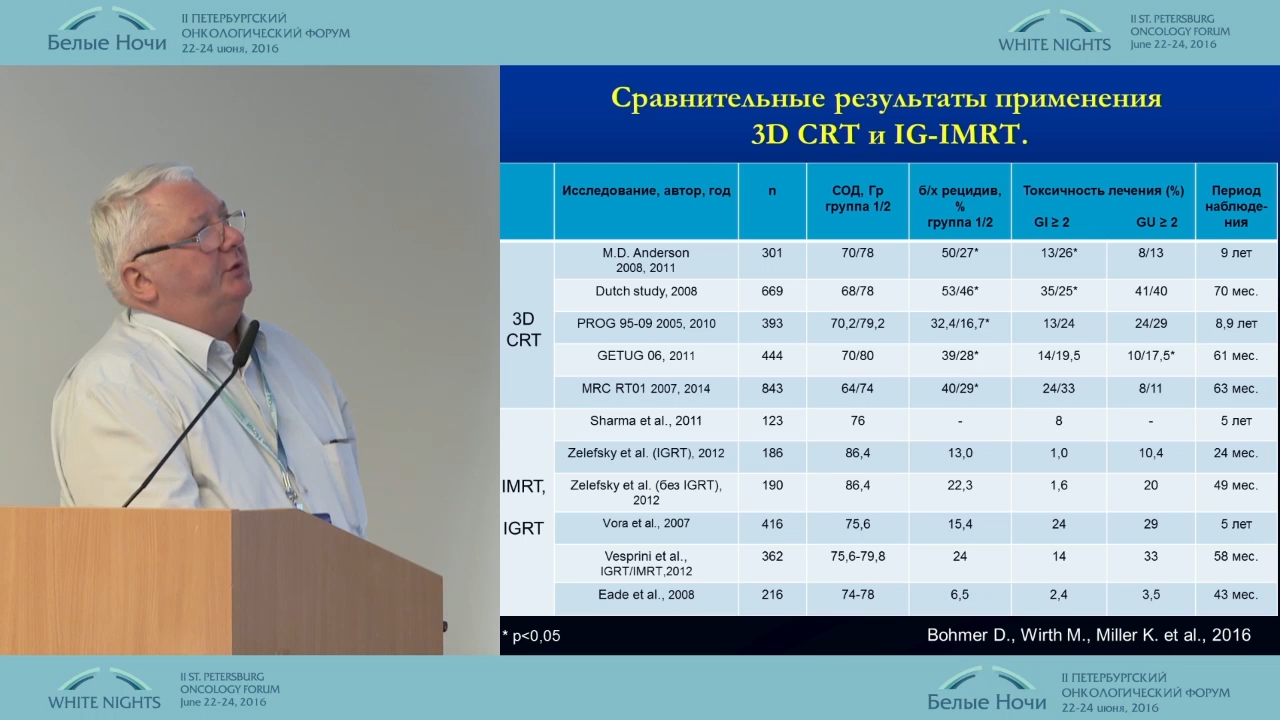 Белые Ночи
II ПЕТЕРБУРГСКИЙ
ОНКОЛОГИЧЕСКИЙ ФОРУМ
22-24 июня, 2016
WHITE NIGHTS
II ST. PETERSBURG
ONCOLOGY FORUM
June 22-24, 2016
Сравнительные результаты применения
3D CRT и IG-IMRT.
Исследование, автор, год
n
СОД, Гр
группа 1/2
б/х рецидив,
%
группа 1/2
Токсичность лечения (%)
GI ≥ 2
GU ≥ 2
Период
наблюде-
ния
3D
CRT
M.D. Anderson
2008, 2011
301
70/78
50/27*
13/26*
8/13
9 лет
Dutch study, 2008
669
68/78
53/46*
35/25*
41/40
70 мес.
PROG 95-09 2005, 2010
393
70,2/79,2
32,4/16,7*
13/24
24/29
8,9 лет
GETUG 06, 2011
444
70/80
39/28*
14/19,5
10/17,5*
61 мес.
MRC RT01 2007, 2014
843
64/74
40/29*
24/33
8/11
63 мес.
IMRT,
IGRT
Sharma et al., 2011
123
76
-
8
-
5 лет
Zelefsky et al. (IGRT), 2012
186
86,4
13,0
1,0
10,4
24 мес.
Zelefsky et al. (без IGRT),
2012
190
86,4
22,3
1,6
20
49 мес.
Vora et al., 2007
416
75,6
15,4
24
29
5 лет
Vesprini et al.,
IGRT/IMRT,2012
362
75,6-79,8
24
14
33
58 мес.
Eade et al., 2008
216
74-78
6,5
2,4
3,5
43 мес.
* p<0,05
Bohmer D., Wirth M., Miller K. et al., 2016
WHITE NIGHTS
II ST. PETERSBURG
ONCOLOGY FORUM
June 22-24, 2016
Белые Ночи
II ПЕТЕРБУРГСКИЙ
ОНКОЛОГИЧЕСКИЙ ФОРУМ
22-24 июня, 2016